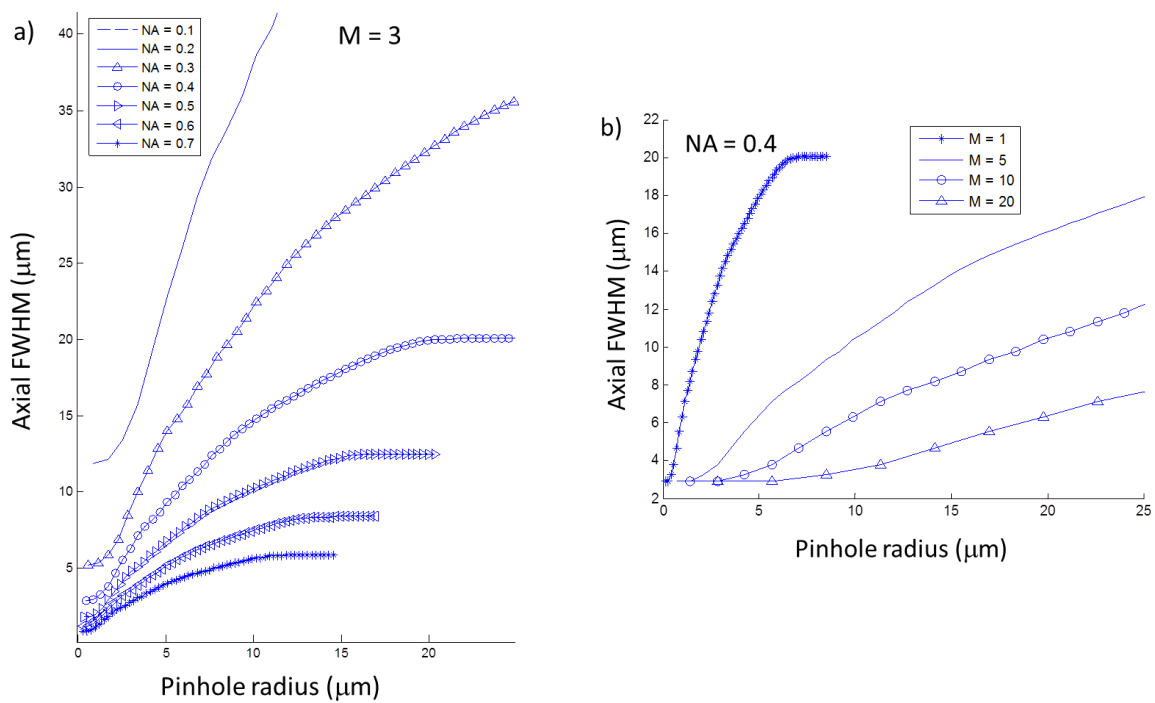 a)
M = 3
NA = 0.1
NA = 0.2
NA = 0.3
NA = 0.4
NA = 0.5
NA = 0.6
NA = 0.7
Axial FWHM (μm)
40
35
30
25
20
15
10
5
0 5 10 15 20
Pinhole radius (μm)
b)
NA = 0.4
M = 1
M = 5
M = 10
M = 20
Axial FWHM (μm)
22
20
18
16
14
12
10
8
6
4
2
0 5 10 15 20 25
Pinhole radius (μm)